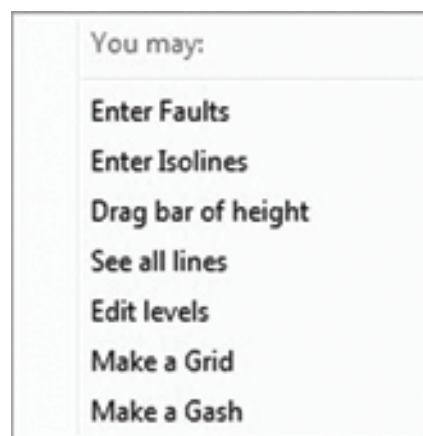 You may:
Enter Faults
Enter Isolines
Drag bar of height
See all lines
Edit levels
Make a Grid
Make a Gash